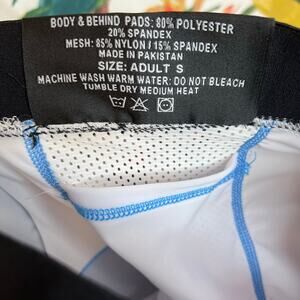 BODY & BEHIND PADS: 80% POLYESTER
20% SPANDEX
MESH: 85% NYLON / 15% SPANDEX
MADE IN PAKISTAN
SIZE: ADULT S
MACHINE WASH WARM WATER: DO NOT BLEACH
TUMBLE DRY MEDIUM HEAT